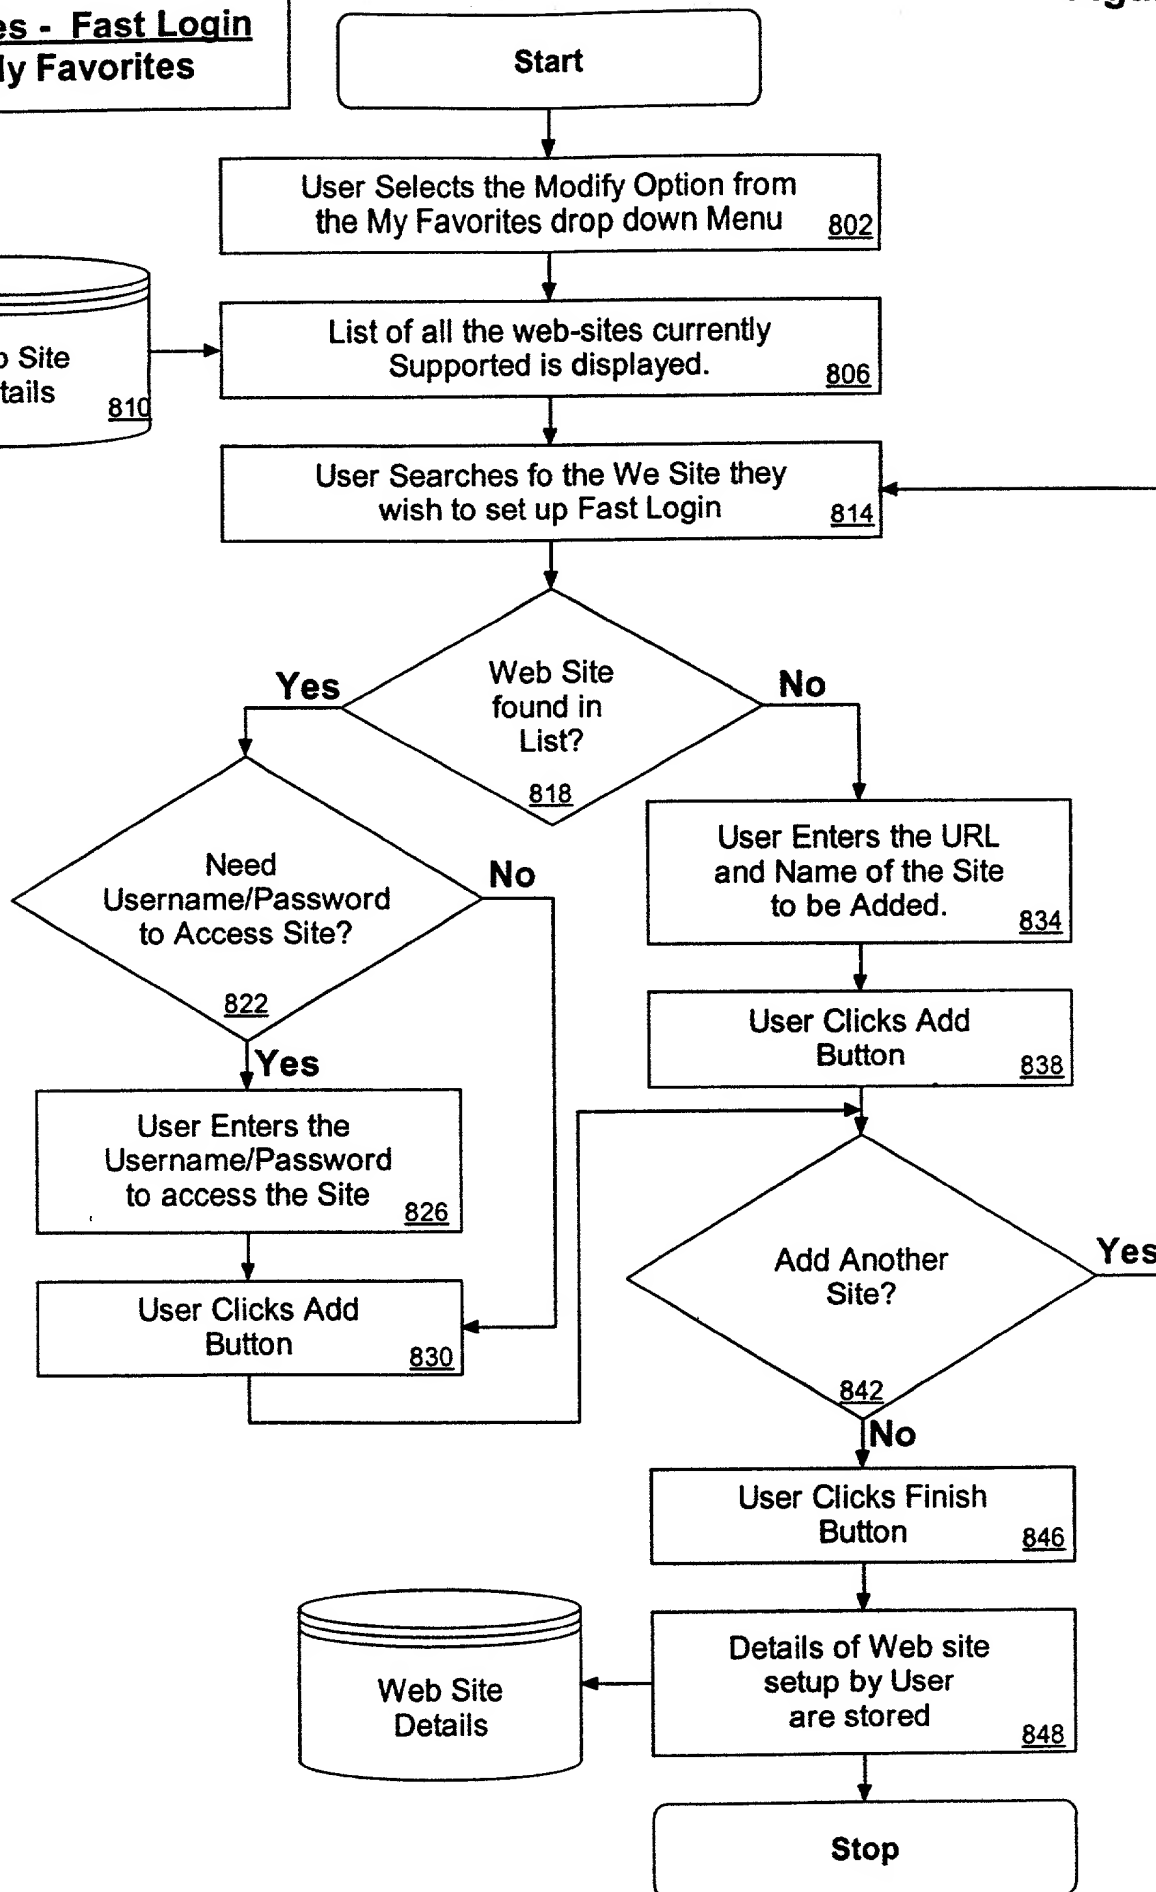 - Fast Login
Favorites
Start
User Selects the Modify Option from
the My Favorites drop down Menu
802
List of all the web-sites currently
Supported is displayed.
806
Site
810
User Searches fo the We Site they
wish to set up Fast Login
814
Yes
No
Web Site
found in
List?
818
User Enters the URL
and Name of the Site
to be Added.
834
Need
Username/Password
to Access Site?
822
No
Yes
User Clicks Add
Button
838
User Enters the
Username/Password
to access the Site
826
User Clicks Add
Button
830
Add Another
Site?
842
Yes
No
User Clicks Finish
Button
846
Details of Web site
setup by User
are stored
848
Web Site
Details
Stop